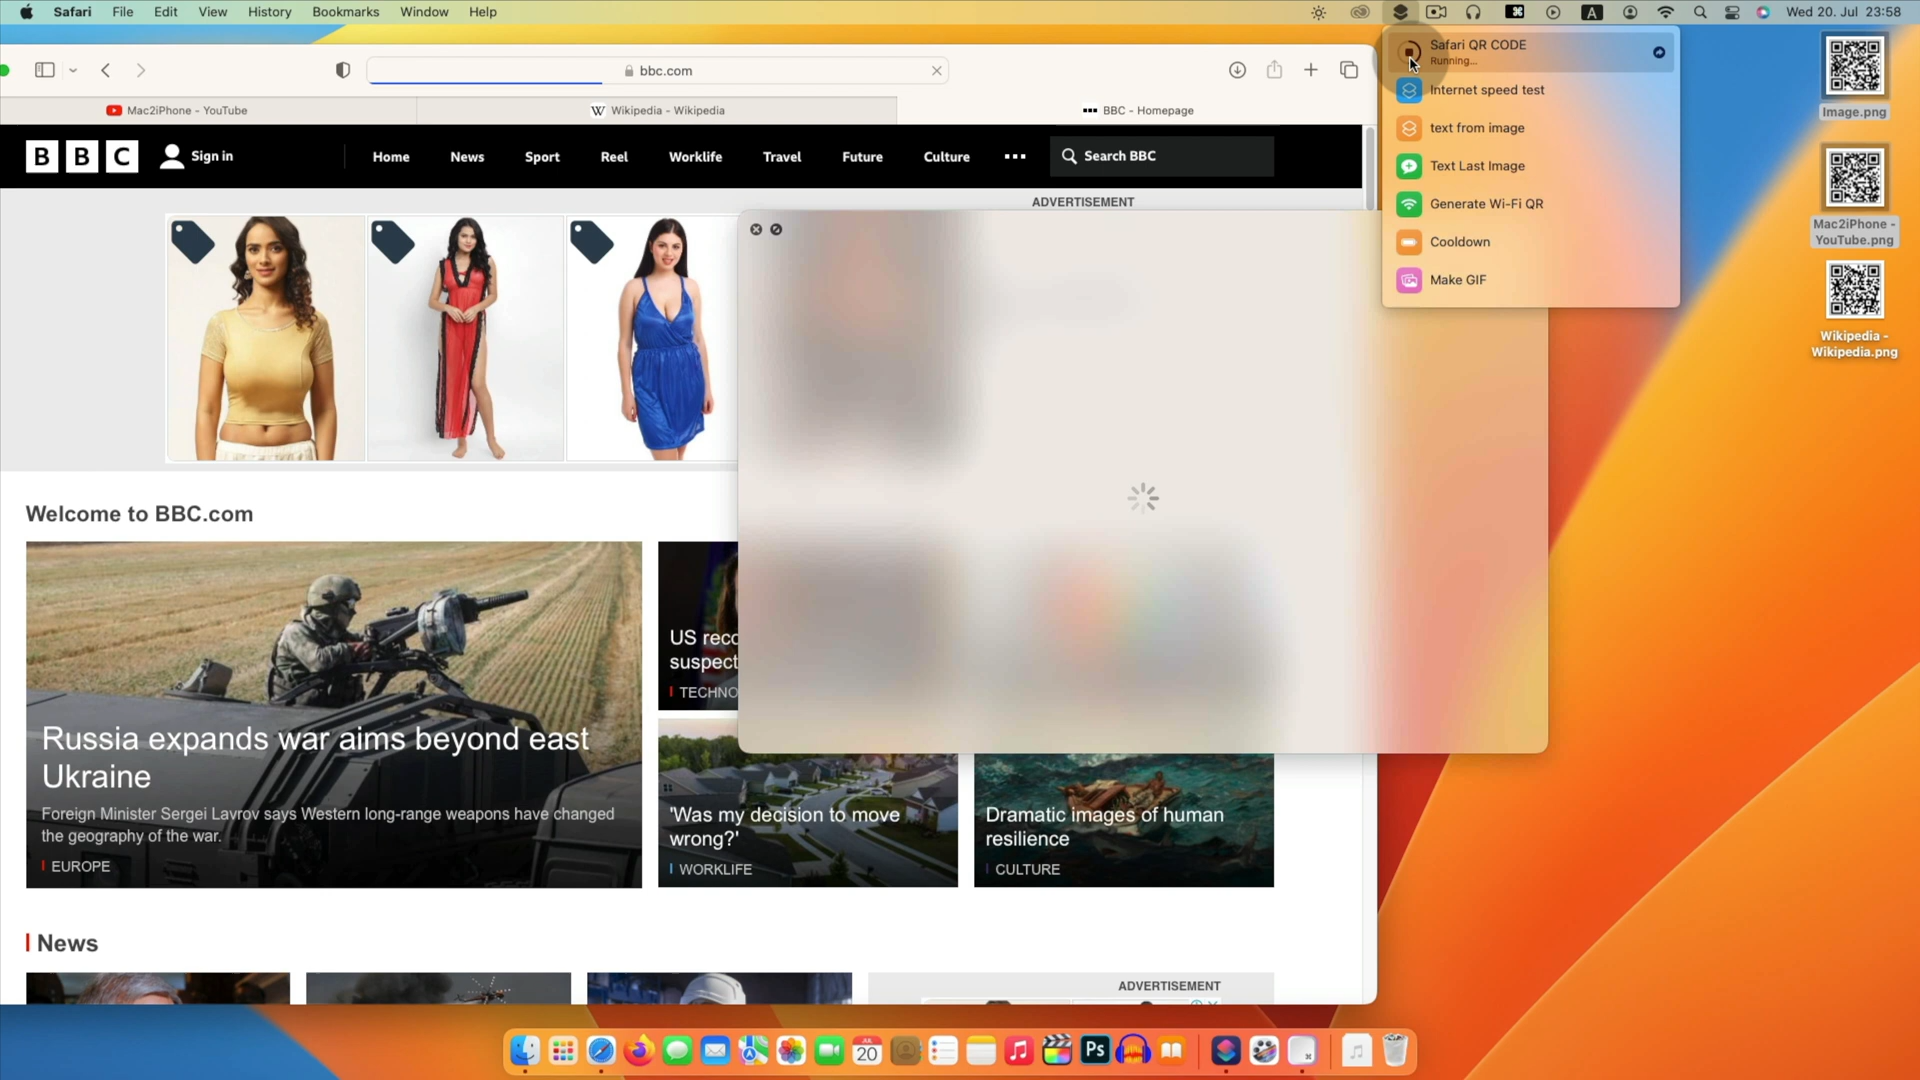 Safari File Edit View History Bookmarks Window Help
A
Wed 20. Jul 23:58
bbc.com
Mac2iPhone - YouTube
W Wikipedia - Wikipedia
BBC - Homepage
BBC
Sign in
Home News Sport Reel Worklife Travel Future Culture
Search BBC
ADVERTISEMENT
Safari QR CODE
Running...
Internet speed test
text from image
Text Last Image
Generate Wi-Fi QR
Cooldown
Make GIF
Image.png
Mac2iPhone -
YouTube.png
Wikipedia -
Wikipedia.png
Welcome to BBC.com
Russia expands war aims beyond east
Ukraine
Foreign Minister Sergei Lavrov says Western long-range weapons have changed
the geography of the war.
EUROPE
US reco
suspect
TECHNO
'Was my decision to move
wrong?'
WORKLIFE
Dramatic images of human
resilience
CULTURE
News
ADVERTISEMENT
JUL
20
Ps